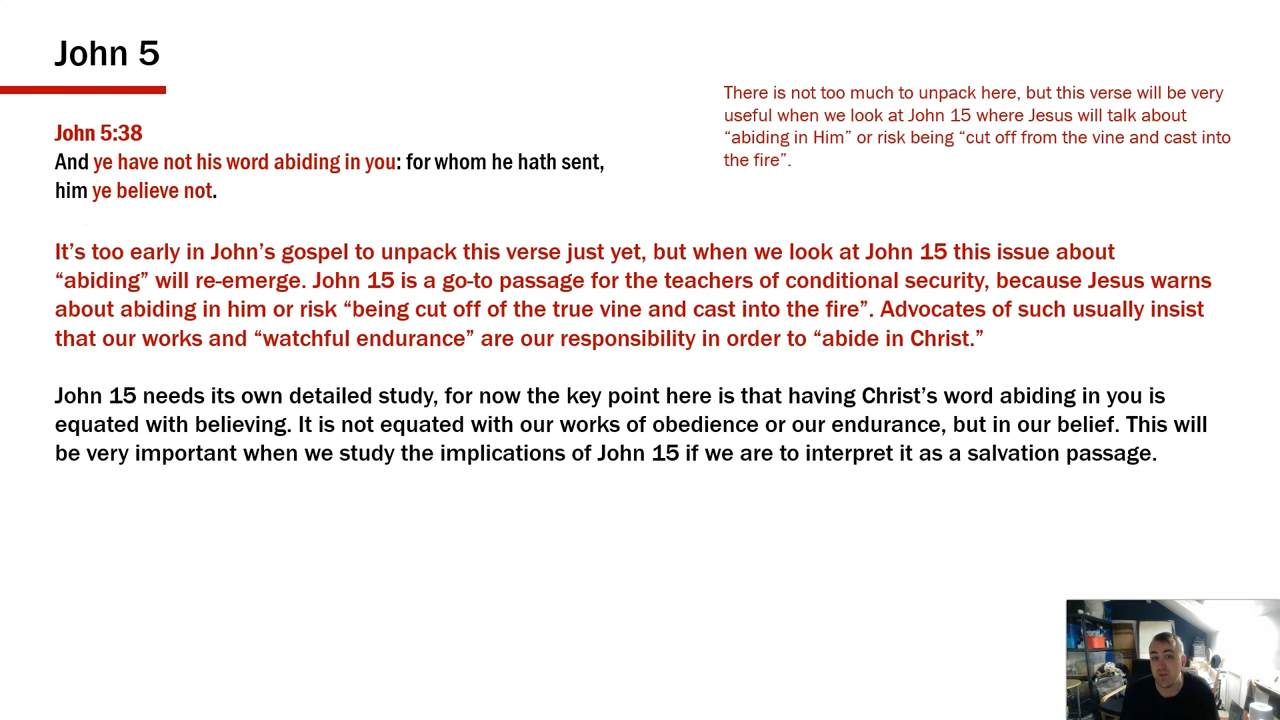 John 5
There is not too much to unpack here, but this verse will be very
useful when we look at John 15 where Jesus will talk about
“abiding in Him” or risk being “cut off from the vine and cast into
the fire”.
John 5:38
And ye have not his word abiding in you: for whom he hath sent,
him ye believe not.
It’s too early in John’s gospel to unpack this verse just yet, but when we look at John 15 this issue about
“abiding” will re-emerge. John 15 is a go-to passage for the teachers of conditional security, because Jesus warns
about abiding in him or risk “being cut off of the true vine and cast into the fire”. Advocates of such usually insist
that our works and “watchful endurance” are our responsibility in order to “abide in Christ.”
John 15 needs its own detailed study, for now the key point here is that having Christ’s word abiding in you is
equated with believing. It is not equated with our works of obedience or our endurance, but in our belief. This will
be very important when we study the implications of John 15 if we are to interpret it as a salvation passage.